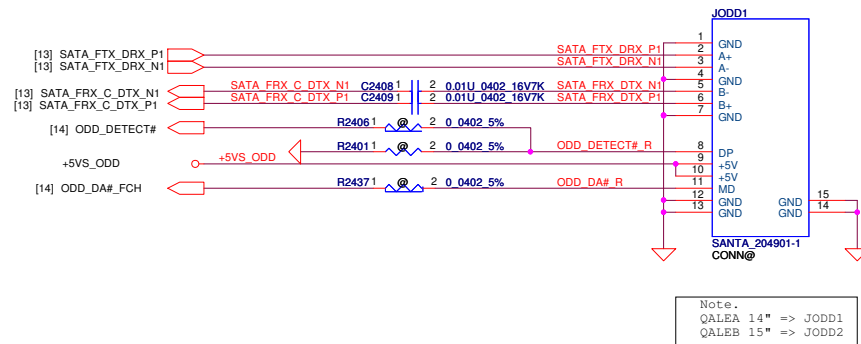 JODD1
1 GND
[13] SATA_FTX_DRX_P1 SATA_FTX_DRX_P1 2 A+
[13] SATA_FTX_DRX_N1 SATA_FTX_DRX_N1 3 A-
4 GND
[13] SATA_FRX_C_DTX_N1 SATA_FRX_C_DTX_N1 C2408 1 2 0.01U_0402_16V7K SATA_FRX_DTX_N1 5 B-
[13] SATA_FRX_C_DTX_P1 SATA_FRX_C_DTX_P1 C2409 1 2 0.01U_0402_16V7K SATA_FRX_DTX_P1 6 B+
7 GND
[14] ODD_DETECT# R2406 1 @ 2 0_0402_5%
R2401 1 @ 2 0_0402_5% ODD_DETECT#_R 8 DP
+5VS_ODD +5VS_ODD 9 +5V
10 +5V
[14] ODD_DA#_FCH R2437 1 @ 2 0_0402_5% ODD_DA#_R 11 MD
12 GND GND 15
13 GND GND 14
SANTA_204901-1
CONN@
Note.
QALEA 14" => JODD1
QALEB 15" => JODD2